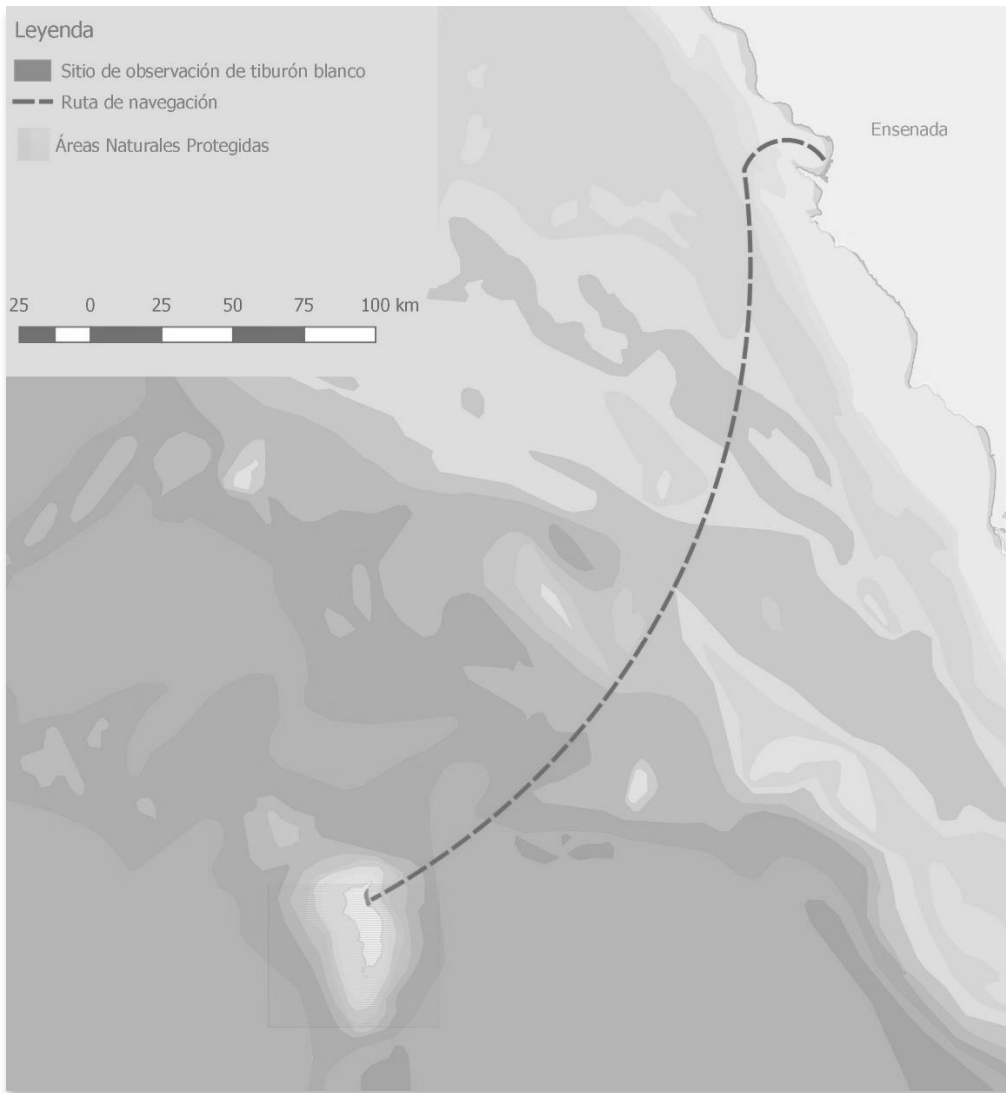 Leyenda
Sitio de observación de tiburón blanco
Ruta de navegación
Áreas Naturales Protegidas
Ensenada
25 0 25 50 75 100 km